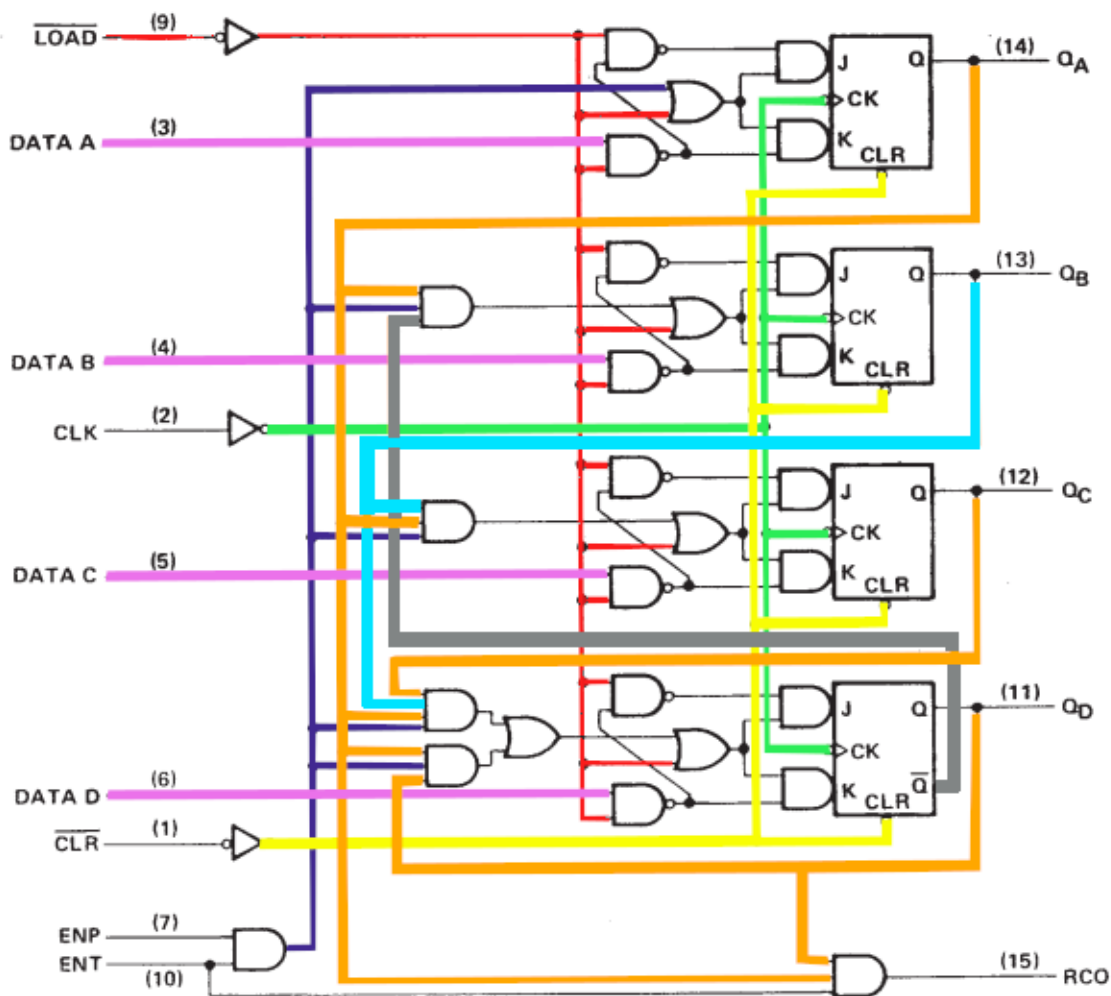 LOAD (9)
J Q (14) QA
CK
DATA A (3)
K
CLR
J Q (13) QB
CK
DATA B (4)
K
CLR
CLK (2)
J Q (12) QC
CK
DATA C (5)
K
CLR
J Q (11) QD
CK
DATA D (6)
K Q
CLR
CLR (1)
ENP (7)
ENT (10)
(15) RCO